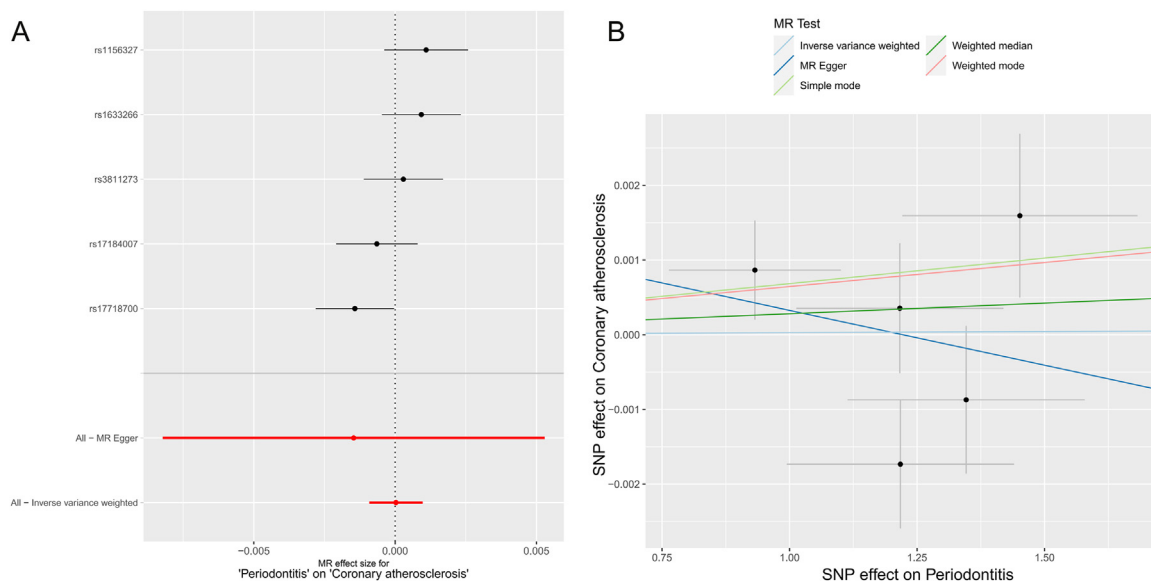 A
rs1156327
rs1633266
rs3811273
rs17184007
rs17718700
All − MR Egger
All − Inverse variance weighted
−0.005
0.000
0.005
MR effect size for
'Periodontitis' on 'Coronary atherosclerosis'
B
MR Test
Inverse variance weighted
MR Egger
Simple mode
Weighted median
Weighted mode
SNP effect on Coronary atherosclerosis
0.002
0.001
0.000
−0.001
−0.002
0.75
1.00
1.25
1.50
SNP effect on Periodontitis